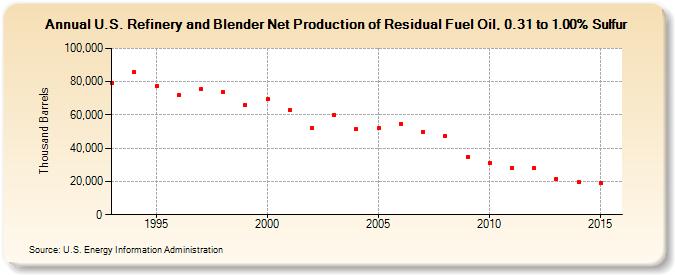 Annual U.S. Refinery and Blender Net Production of Residual Fuel Oil, 0.31 to 1.00% Sulfur
Thousand Barrels
100,000
80,000
60,000
40,000
20,000
0
1995 2000 2005 2010 2015
Source: U.S. Energy Information Administration